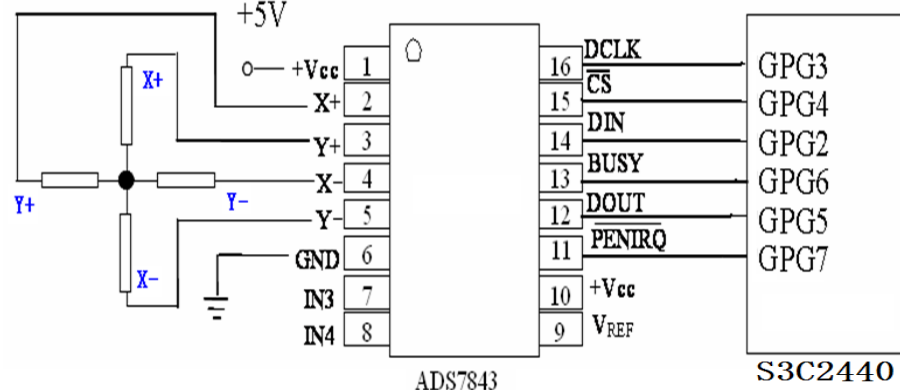 +5V
+Vcc 1
X+ 2
Y+ 3
X- 4
Y- 5
GND 6
IN3 7
IN4 8
X+
Y+
Y-
X-
16 DCLK GPG3
15 CS GPG4
14 DIN GPG2
13 BUSY GPG6
12 DOUT GPG5
11 PENIRQ GPG7
10 +Vcc
9 VREF
ADS7843
S3C2440